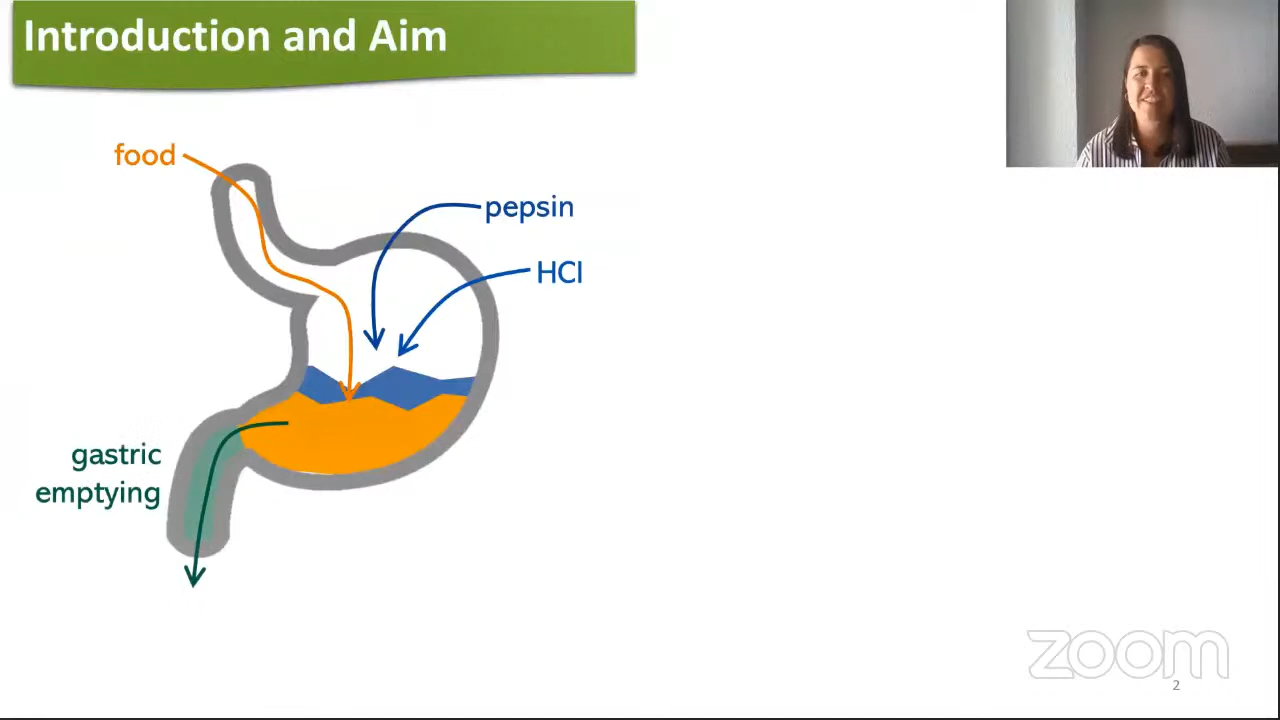 Introduction and Aim
food
pepsin
HCl
gastric
emptying
zoom
2